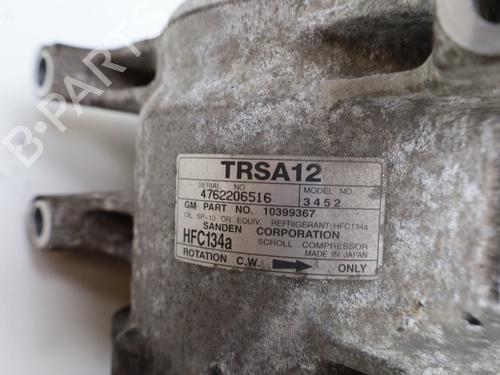 B-PARTS
TRSA12
SERIAL NO. MODEL NO.
4762206516 3452
GM PART NO. 10399367
OIL SP-10 OR EQUIV. REFRIGERANT:HFC134a
SANDEN CORPORATION
HFC134a SCROLL COMPRESSOR
MADE IN JAPAN
ROTATION C.W. ONLY